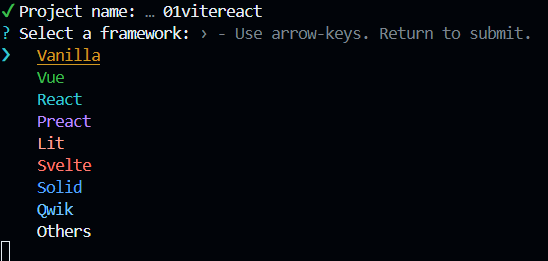 ✔ Project name: … 01vitereact
? Select a framework: › - Use arrow-keys. Return to submit.
❯ Vanilla
Vue
React
Preact
Lit
Svelte
Solid
Qwik
Others